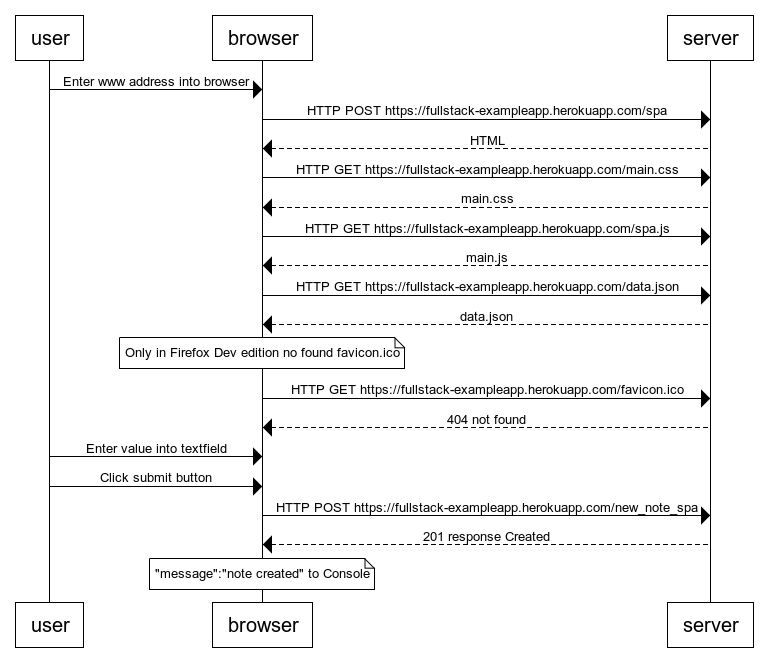 user
browser
server
Enter www address into browser
HTTP POST https://fullstack-exampleapp.herokuapp.com/spa
HTML
HTTP GET https://fullstack-exampleapp.herokuapp.com/main.css
main.css
HTTP GET https://fullstack-exampleapp.herokuapp.com/spa.js
main.js
HTTP GET https://fullstack-exampleapp.herokuapp.com/data.json
data.json
Only in Firefox Dev edition no found favicon.ico
HTTP GET https://fullstack-exampleapp.herokuapp.com/favicon.ico
404 not found
Enter value into textfield
Click submit button
HTTP POST https://fullstack-exampleapp.herokuapp.com/new_note_spa
201 response Created
"message":"note created" to Console
user
browser
server